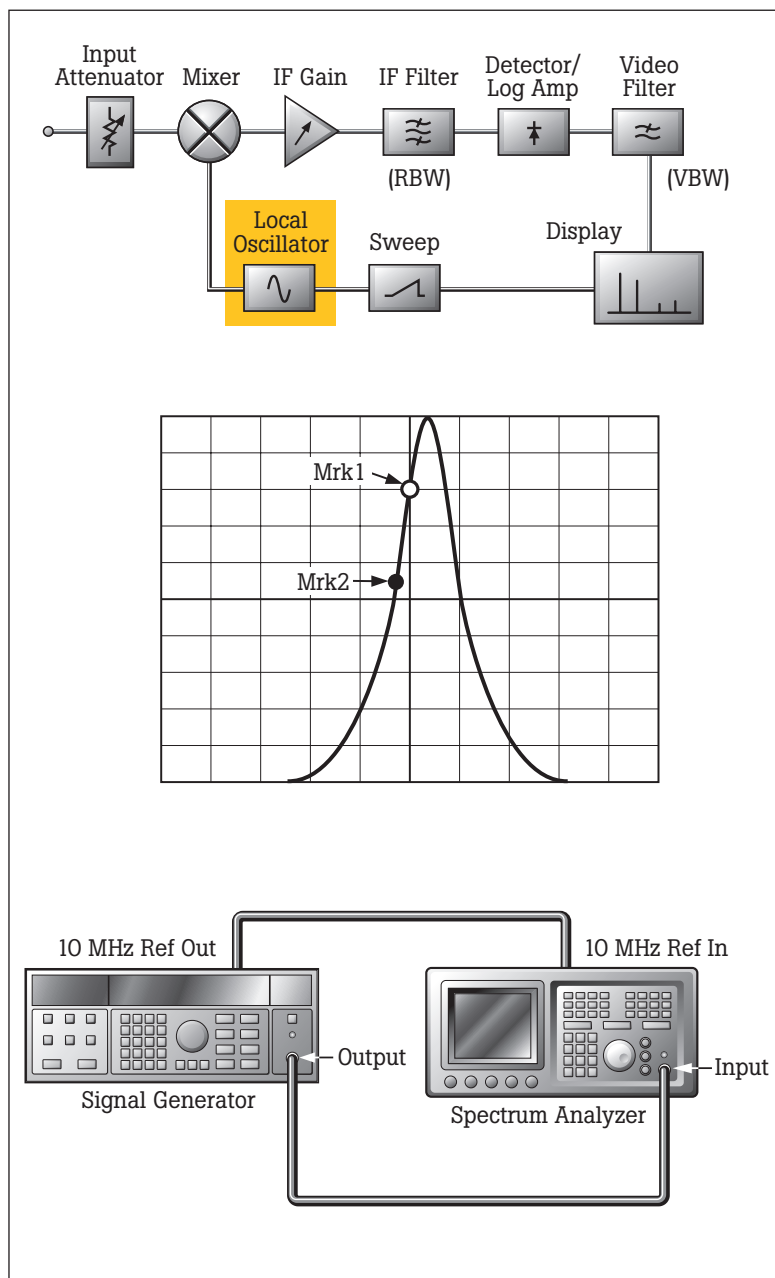 Input
Attenuator
Mixer
IF Gain
IF Filter
Detector/
Log Amp
Video
Filter
(RBW)
(VBW)
Local
Oscillator
Sweep
Display
Mrk1
Mrk2
10 MHz Ref Out
10 MHz Ref In
Output
Input
Signal Generator
Spectrum Analyzer